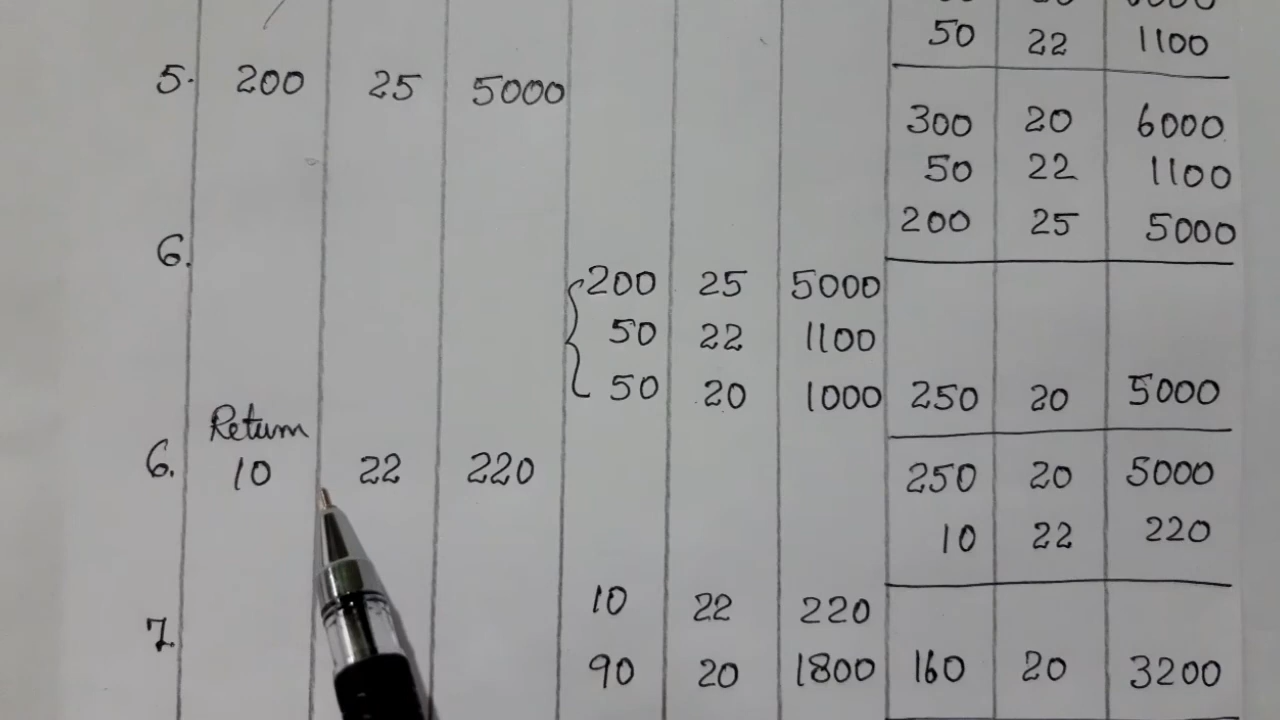 50 22 1100
5. 200 25 5000
300 20 6000
50 22 1100
200 25 5000
6.
200 25 5000
50 22 1100
50 20 1000 250 20 5000
Return
6. 10 22 220 250 20 5000
10 22 220
10 22 220
7.
90 20 1800 160 20 3200